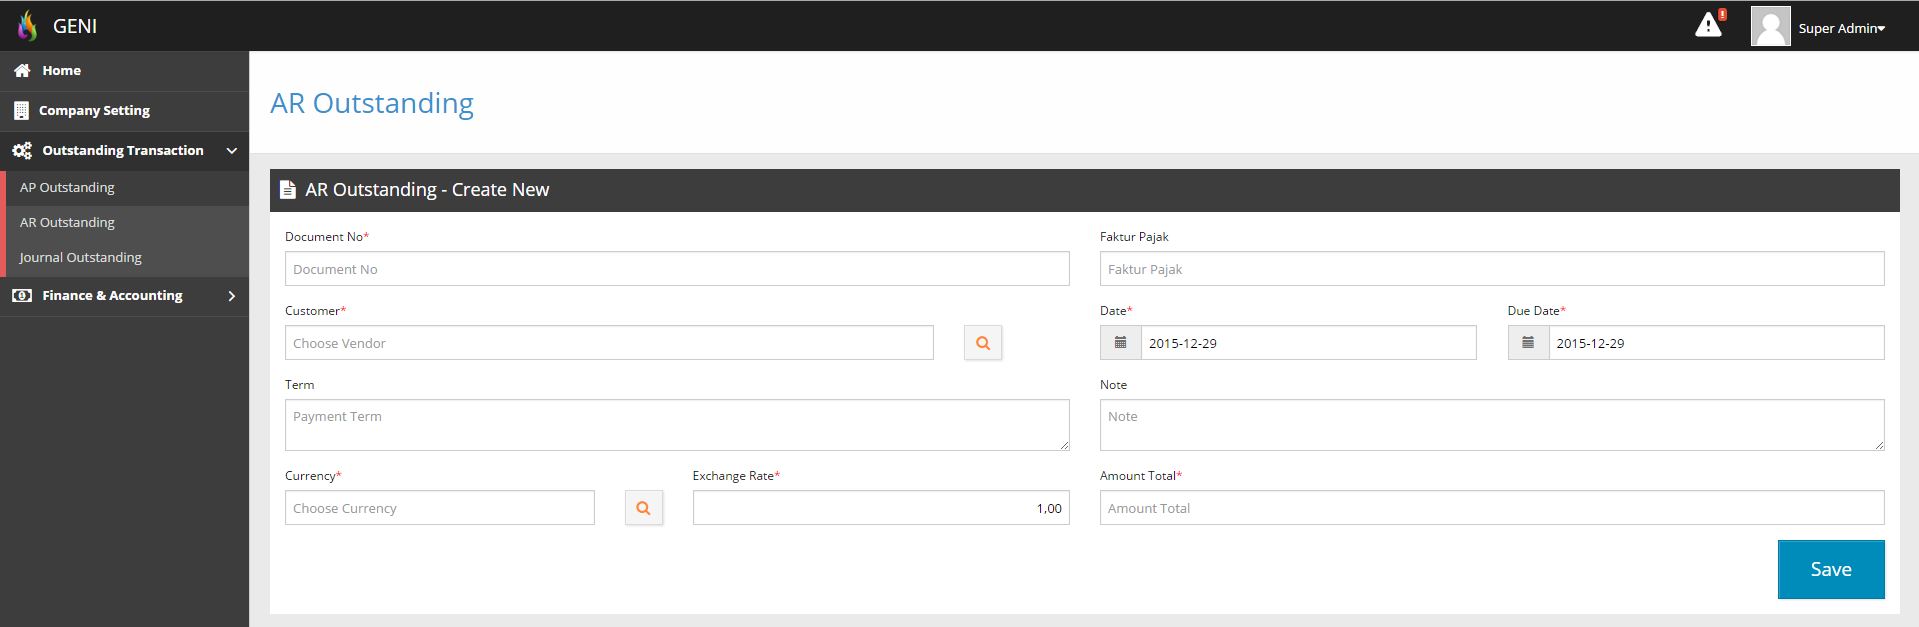 GENI
!
Super Admin
Home
Company Setting
Outstanding Transaction
AP Outstanding
AR Outstanding
Journal Outstanding
Finance & Accounting
AR Outstanding
AR Outstanding - Create New
Document No*
Faktur Pajak
Document No
Faktur Pajak
Customer*
Date*
Due Date*
Choose Vendor
2015-12-29
2015-12-29
Term
Note
Payment Term
Note
Currency*
Exchange Rate*
Amount Total*
Choose Currency
1,00
Amount Total
Save